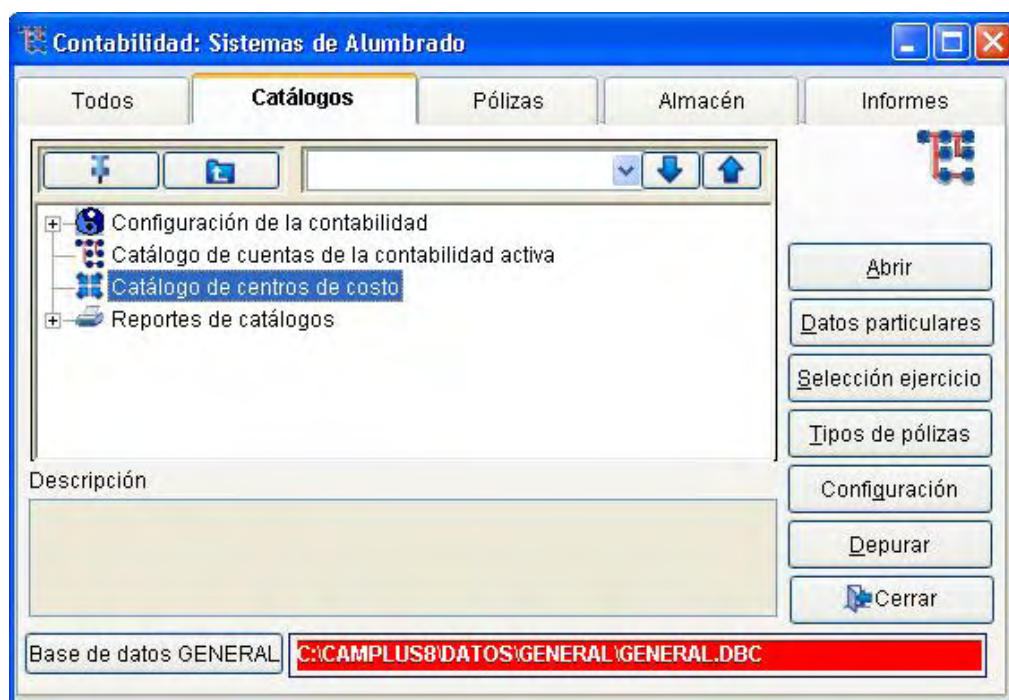 Contabilidad: Sistemas de Alumbrado
Todos
Catálogos
Pólizas
Almacén
Informes
Configuración de la contabilidad
Catálogo de cuentas de la contabilidad activa
Catálogo de centros de costo
Reportes de catálogos
Abrir
Datos particulares
Selección ejercicio
Tipos de pólizas
Descripción
Configuración
Depurar
Cerrar
Base de datos GENERAL
C:\CAMPLUS8\DATOS\GENERAL\GENERAL.DBC